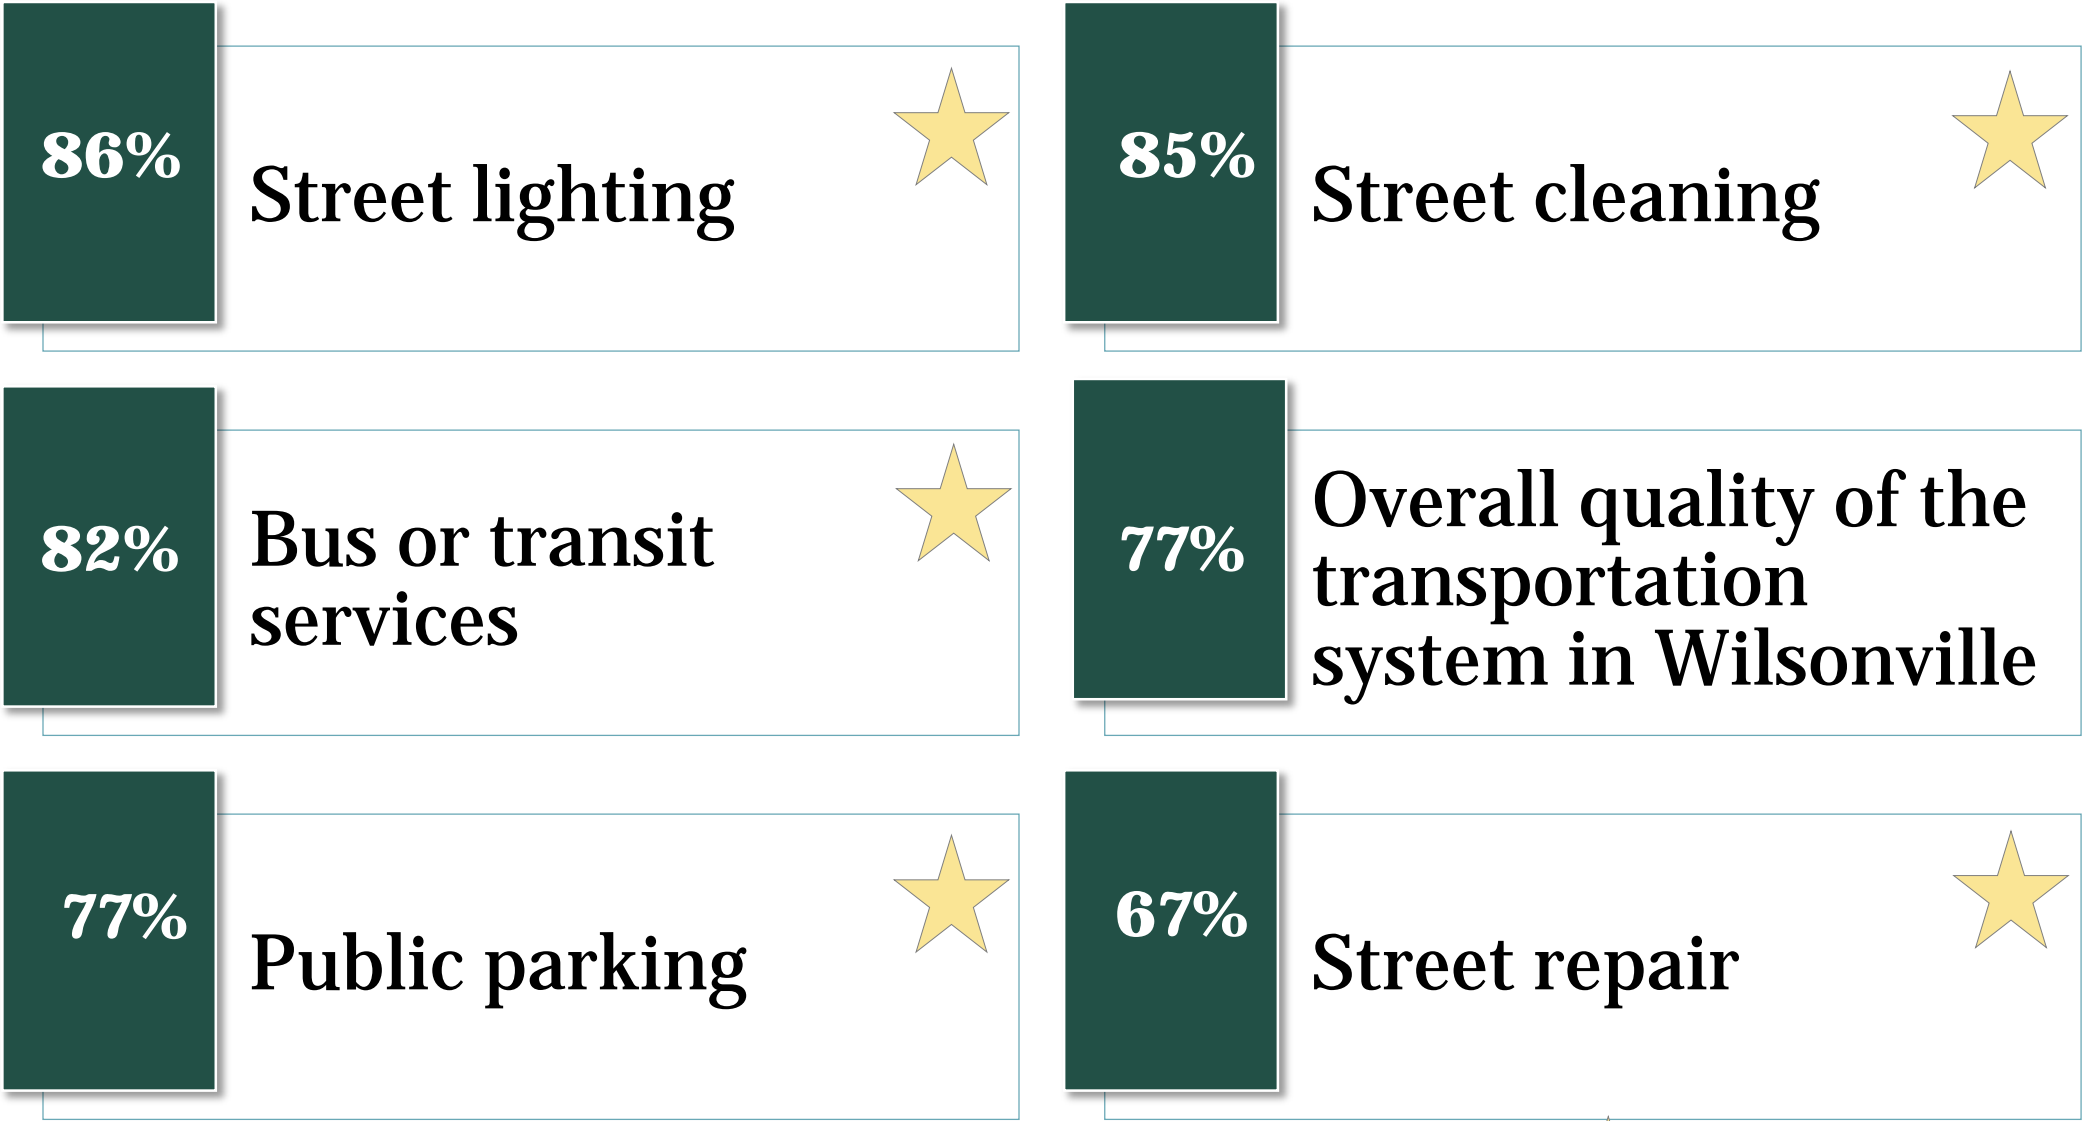 86%
Street lighting
85%
Street cleaning
82%
Bus or transit
services
77%
Overall quality of the
transportation
system in Wilsonville
77%
Public parking
67%
Street repair